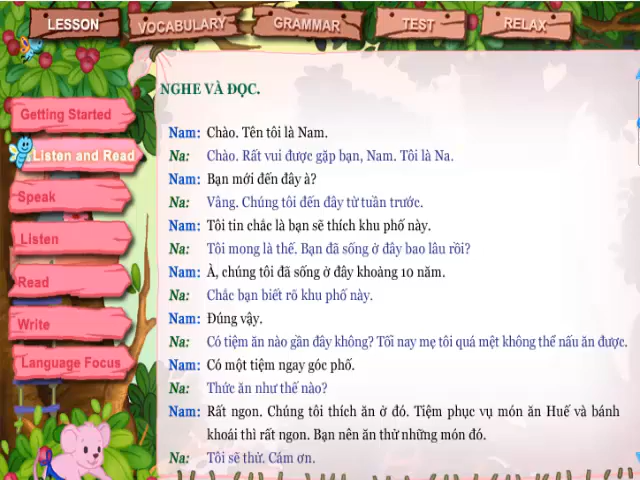 LESSON VOCABULARY GRAMMAR TEST RELAX
NGHE VÀ ĐỌC.
Getting Started
Listen and Read
Speak
Listen
Read
Write
Language Focus
Nam: Chào. Tên tôi là Nam.
Na: Chào. Rất vui được gặp bạn, Nam. Tôi là Na.
Nam: Bạn mới đến đây à?
Na: Vâng. Chúng tôi đến đây từ tuần trước.
Nam: Tôi tin chắc là bạn sẽ thích khu phố này.
Na: Tôi mong là thế. Bạn đã sống ở đây bao lâu rồi?
Nam: À, chúng tôi đã sống ở đây khoàng 10 năm.
Na: Chắc bạn biết rõ khu phố này.
Nam: Đúng vậy.
Na: Có tiệm ăn nào gần đây không? Tối nay mẹ tôi quá mệt không thể nấu ăn được.
Nam: Có một tiệm ngay góc phố.
Na: Thức ăn như thế nào?
Nam: Rất ngon. Chúng tôi thích ăn ở đó. Tiệm phục vụ món ăn Huế và bánh
khoái thì rất ngon. Bạn nên ăn thử những món đó.
Na: Tôi sẽ thử. Cám ơn.